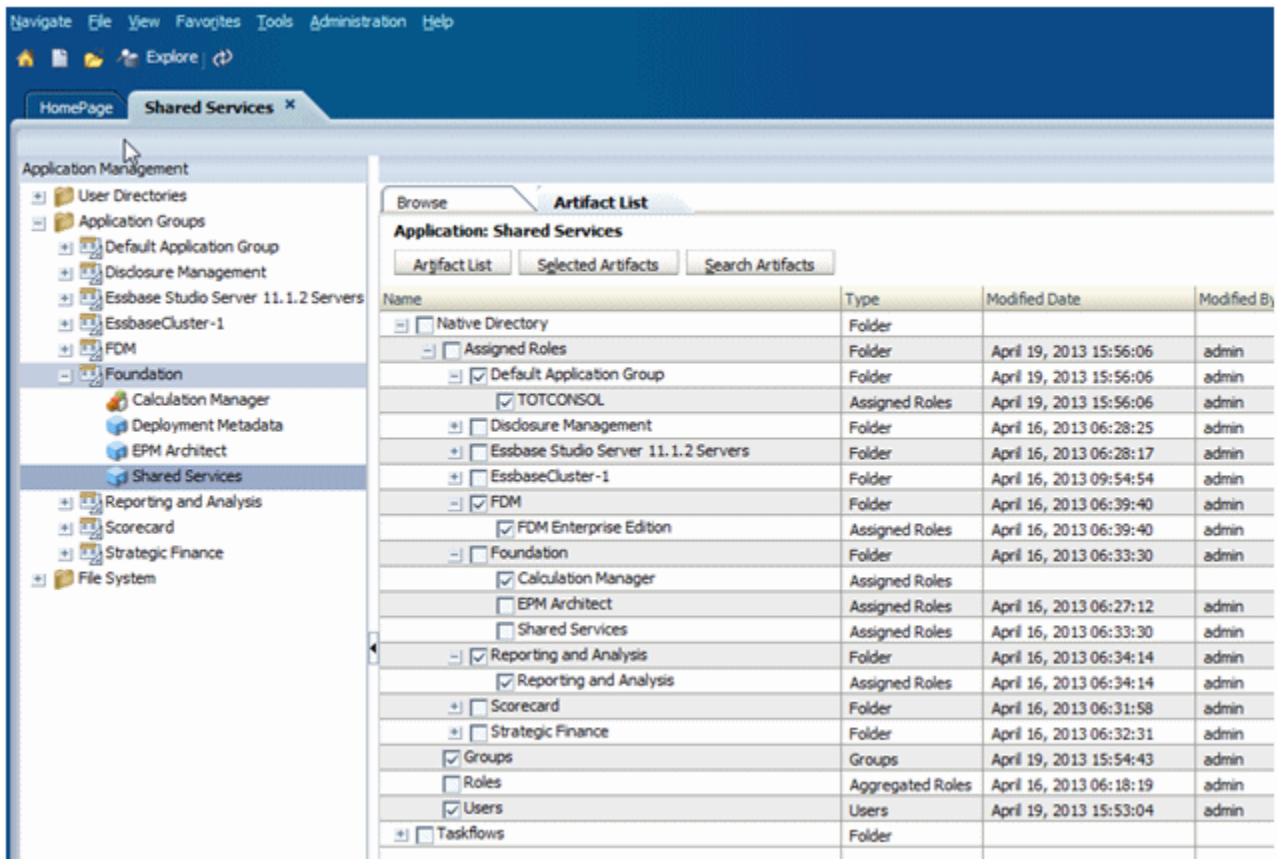 Navigate File View Favorites Tools Administration Help
Explore
HomePage Shared Services
Application Management
User Directories
Application Groups
Default Application Group
Disclosure Management
Essbase Studio Server 11.1.2 Servers
EssbaseCluster-1
FDM
Foundation
Calculation Manager
Deployment Metadata
EPM Architect
Shared Services
Reporting and Analysis
Scorecard
Strategic Finance
File System
Browse Artifact List
Application: Shared Services
Artifact List Selected Artifacts Search Artifacts
Name Type Modified Date Modified By
Native Directory Folder
Assigned Roles Folder April 19, 2013 15:56:06 admin
Default Application Group Folder April 19, 2013 15:56:06 admin
TOTCONSOL Assigned Roles April 19, 2013 15:56:06 admin
Disclosure Management Folder April 16, 2013 06:28:25 admin
Essbase Studio Server 11.1.2 Servers Folder April 16, 2013 06:28:17 admin
EssbaseCluster-1 Folder April 16, 2013 09:54:54 admin
FDM Folder April 16, 2013 06:39:40 admin
FDM Enterprise Edition Assigned Roles April 16, 2013 06:39:40 admin
Foundation Folder April 16, 2013 06:33:30 admin
Calculation Manager Assigned Roles
EPM Architect Assigned Roles April 16, 2013 06:27:12 admin
Shared Services Assigned Roles April 16, 2013 06:33:30 admin
Reporting and Analysis Folder April 16, 2013 06:34:14 admin
Reporting and Analysis Assigned Roles April 16, 2013 06:34:14 admin
Scorecard Folder April 16, 2013 06:31:58 admin
Strategic Finance Folder April 16, 2013 06:32:31 admin
Groups Groups April 19, 2013 15:54:43 admin
Roles Aggregated Roles April 16, 2013 06:18:19 admin
Users Users April 19, 2013 15:53:04 admin
Taskflows Folder